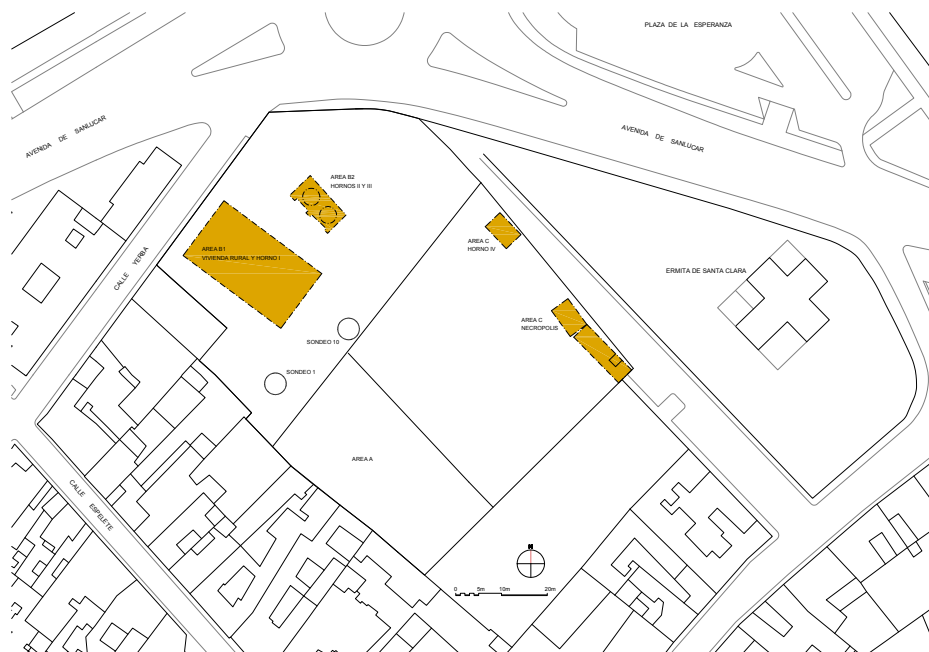 PLAZA DE LA ESPERANZA
AVENIDA DE SANLUCAR
AVENIDA DE SANLUCAR
AREA B2
HORNOS II Y III
AREA B1
VIVIENDA RURAL Y HORNO I
CALLE YERBA
AREA C
HORNO IV
ERMITA DE SANTA CLARA
AREA C
NECROPOLIS
SONDEO 10
SONDEO 1
AREA A
CALLE ESPELETE
N
0 5m 10m 20m